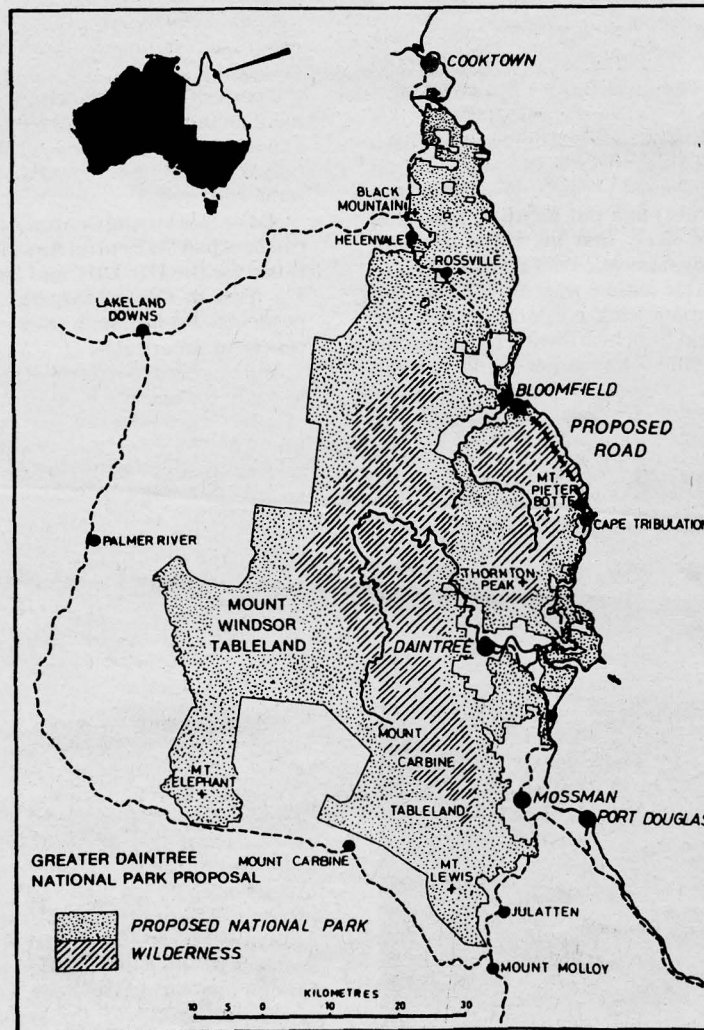 COOKTOWN
BLACK
MOUNTAIN
HELENVALE
ROSSVILLE
LAKELAND
DOWNS
BLOOMFIELD
PROPOSED
ROAD
MT.
PIETER
BOTTE
CAPE TRIBULATION
PALMER RIVER
THORNTON
PEAK
MOUNT
WINDSOR
TABLELAND
DAINTREE
MOUNT
CARBINE
TABLELAND
MT.
ELEPHANT
MOSSMAN
PORT DOUGLAS
MOUNT CARBINE
GREATER DAINTREE
NATIONAL PARK PROPOSAL
MT.
LEWIS
PROPOSED NATIONAL PARK
WILDERNESS
JULATTEN
MOUNT MOLLOY
KILOMETRES
10 0 10 20 30